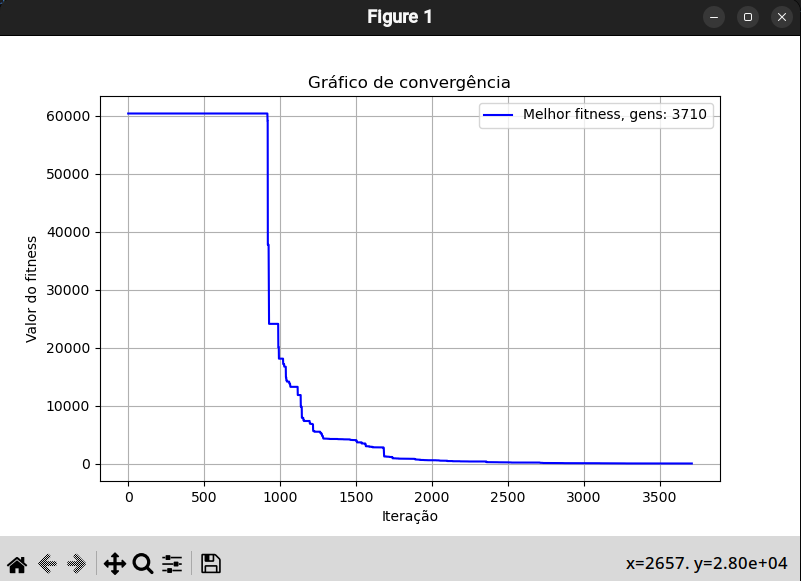 Figure 1
Gráfico de convergência
Melhor fitness, gens: 3710
60000
50000
40000
30000
20000
10000
0
Valor do fitness
0 500 1000 1500 2000 2500 3000 3500
Iteração
x=2657. y=2.80e+04